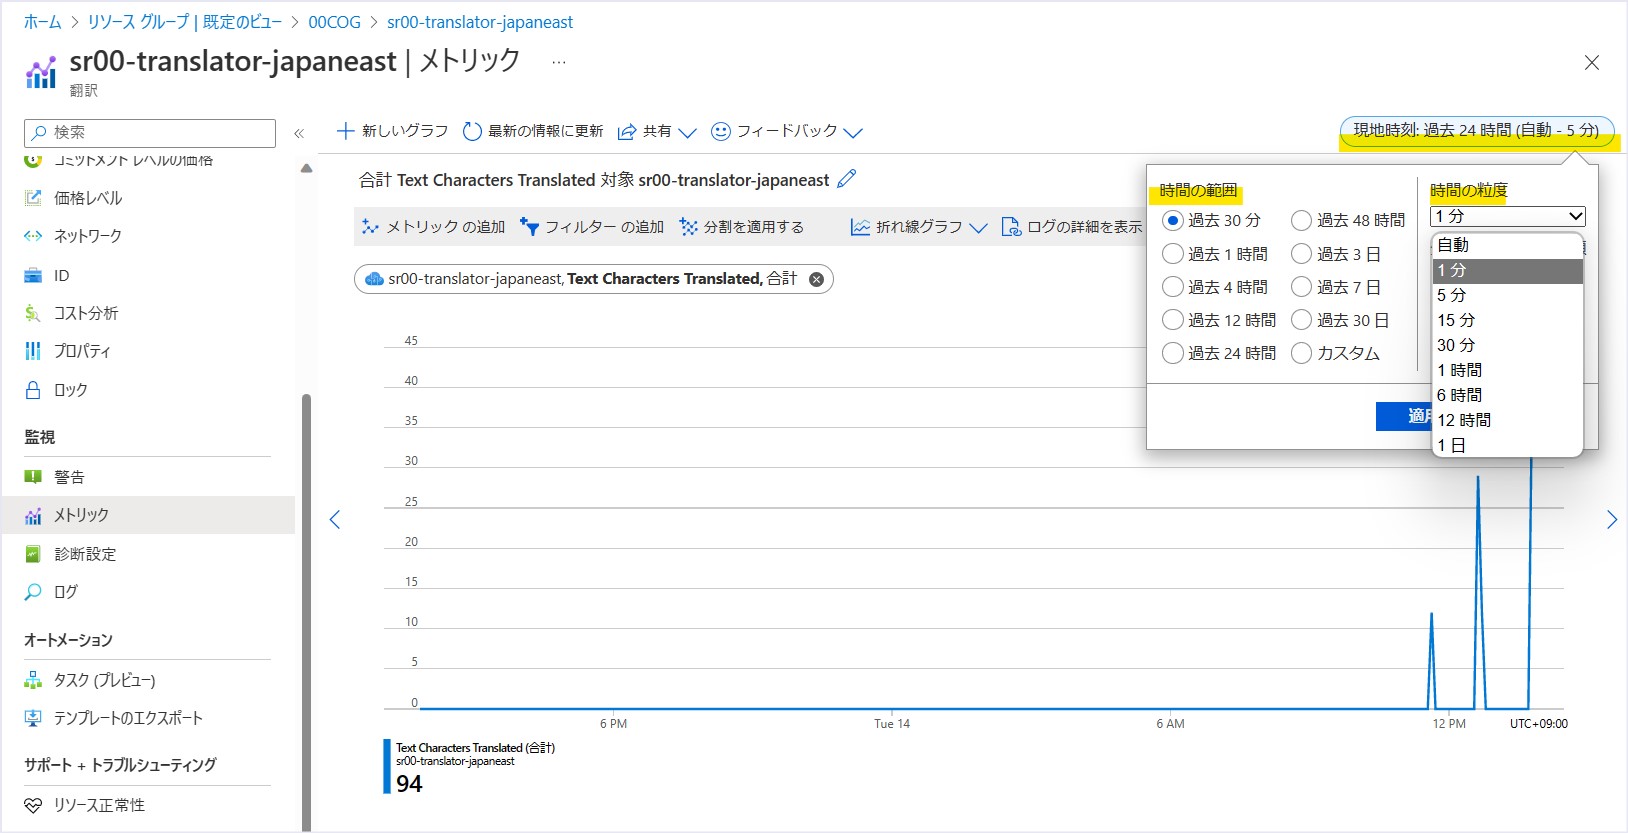 ホーム > リソース グループ | 既定のビュー > 00COG > sr00-translator-japaneast
sr00-translator-japaneast | メトリック ...
翻訳
検索
«
コミットメント レベルの価格
価格レベル
ネットワーク
ID
コスト分析
プロパティ
ロック
監視
警告
メトリック
診断設定
ログ
オートメーション
タスク (プレビュー)
テンプレートのエクスポート
サポート + トラブルシューティング
リソース正常性
新しいグラフ 最新の情報に更新 共有 フィードバック
現地時刻: 過去 24 時間 (自動 - 5 分)
合計 Text Characters Translated 対象 sr00-translator-japaneast
メトリック の追加 フィルター の追加 分割を適用する 折れ線グラフ ログの詳細を表示
sr00-translator-japaneast, Text Characters Translated, 合計
時間の範囲
過去 30 分 過去 48 時間
過去 1 時間 過去 3 日
過去 4 時間 過去 7 日
過去 12 時間 過去 30 日
過去 24 時間 カスタム
時間の粒度
1 分
自動
1 分
5 分
15 分
30 分
1 時間
6 時間
12 時間
1 日
45
40
35
30
25
20
15
10
5
0
6 PM Tue 14 6 AM 12 PM UTC+09:00
Text Characters Translated (合計)
sr00-translator-japaneast
94